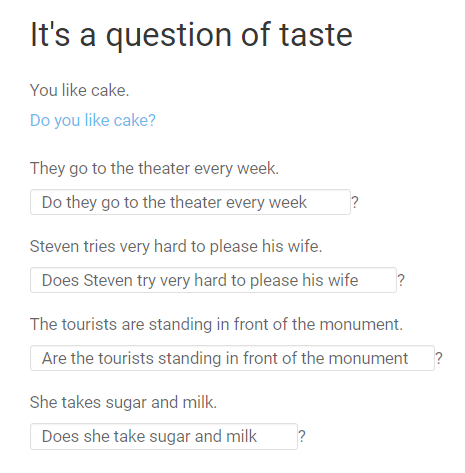 It's a question of taste
You like cake.
Do you like cake?
They go to the theater every week.
Do they go to the theater every week?
Steven tries very hard to please his wife.
Does Steven try very hard to please his wife?
The tourists are standing in front of the monument.
Are the tourists standing in front of the monument?
She takes sugar and milk.
Does she take sugar and milk?